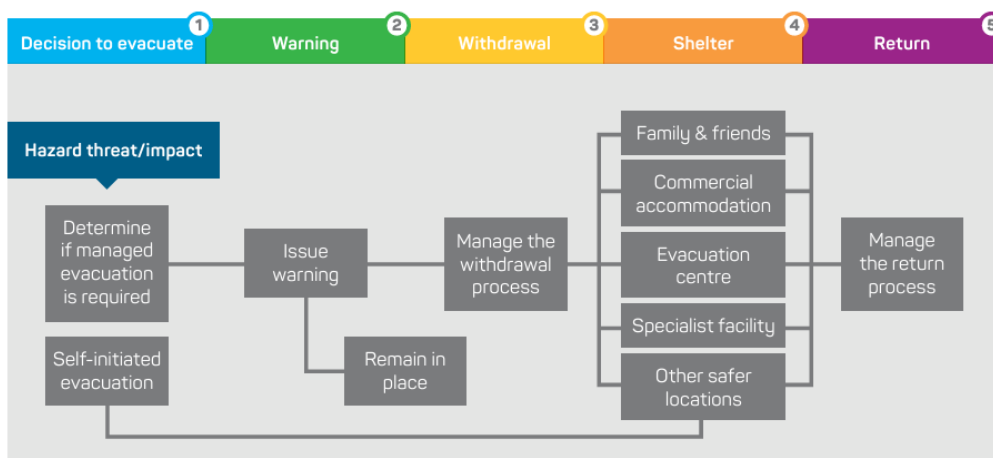 Decision to evacuate
1
Warning
2
Withdrawal
3
Shelter
4
Return
5
Hazard threat/impact
Determine
if managed
evacuation
is required
Self-initiated
evacuation
Issue
warning
Remain in
place
Manage the
withdrawal
process
Family & friends
Commercial
accommodation
Evacuation
centre
Specialist facility
Other safer
locations
Manage
the return
process